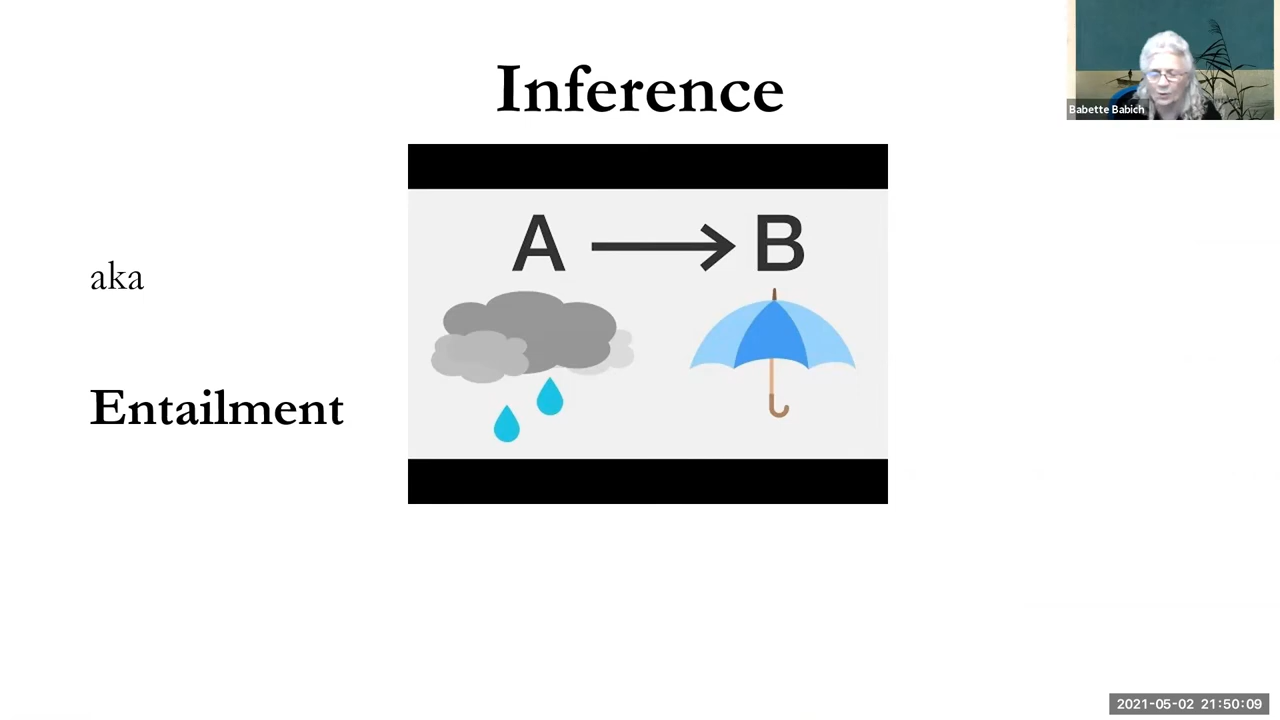 Inference
Babette Babich
A B
aka
Entailment
2021-05-02 21:50:09